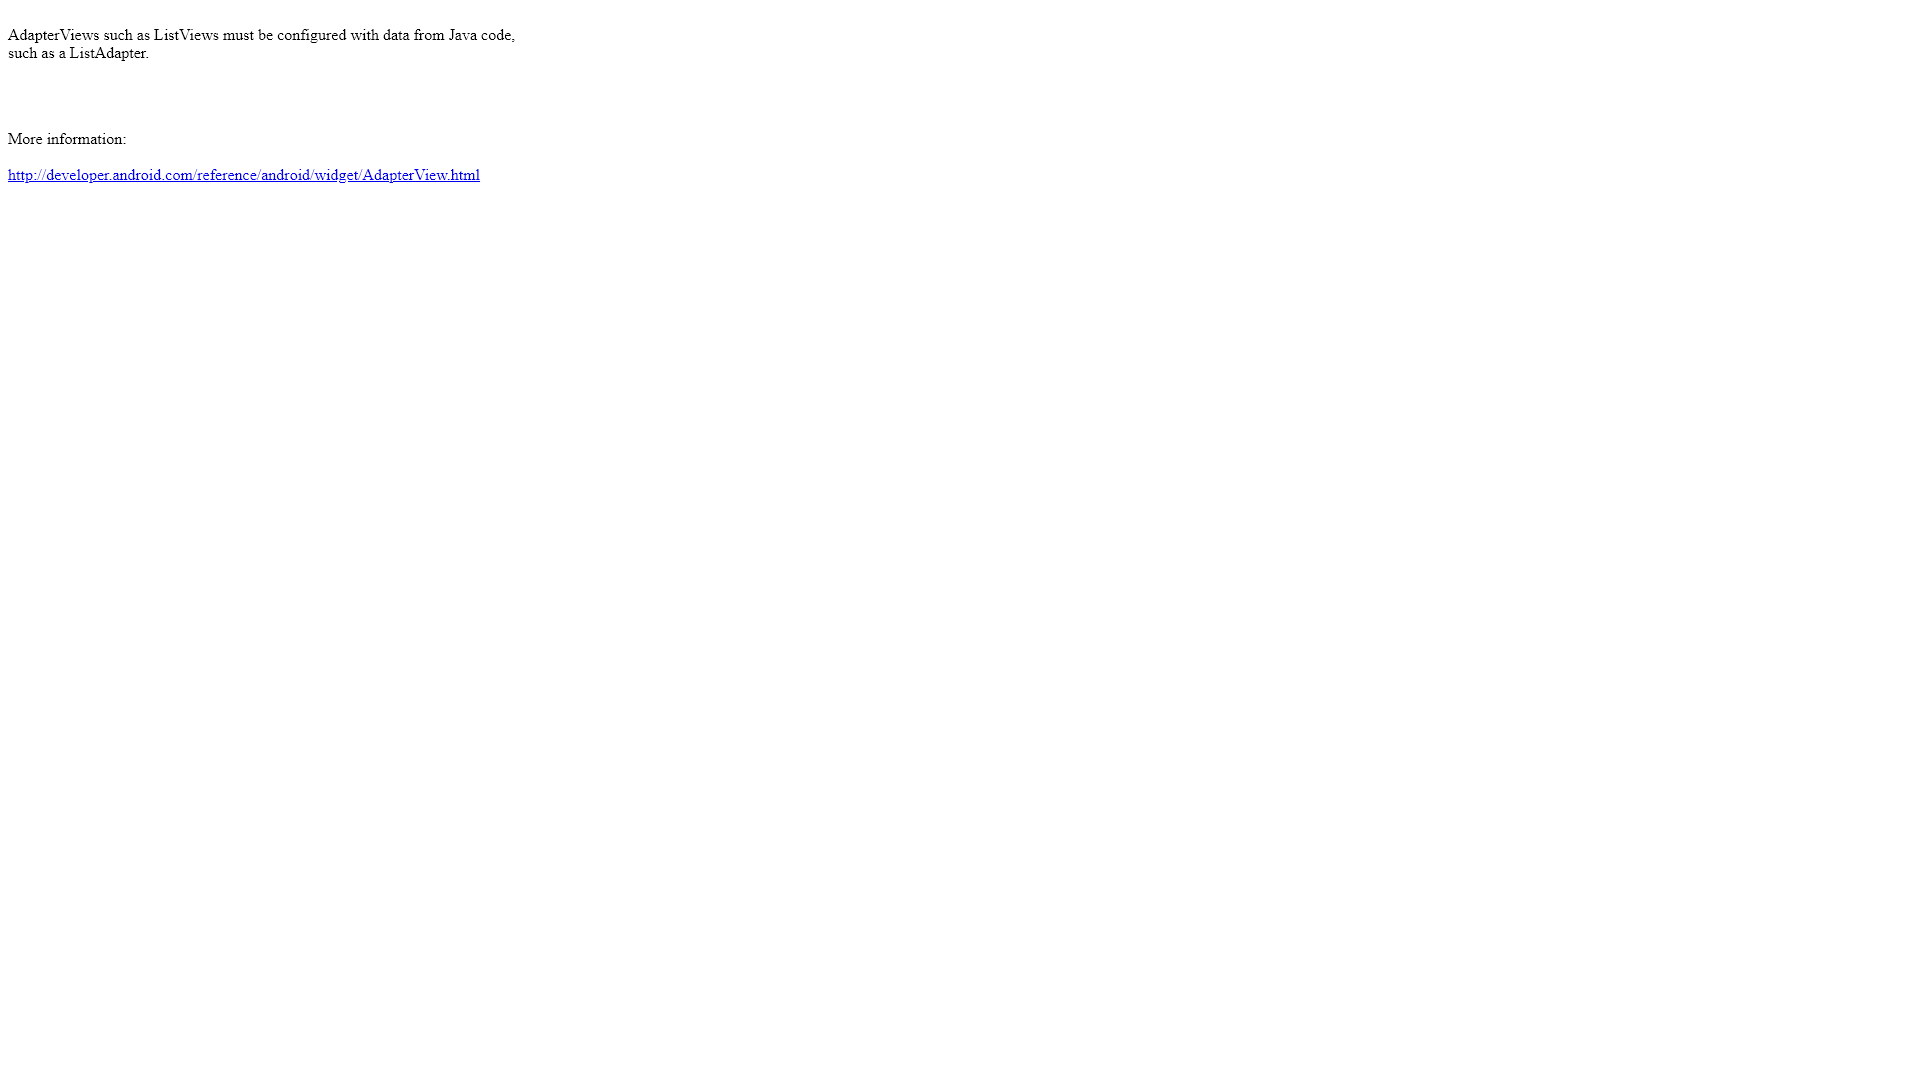 AdapterViews such as ListViews must be configured with data from Java code,
such as a ListAdapter.
More information:
http://developer.android.com/reference/android/widget/AdapterView.html